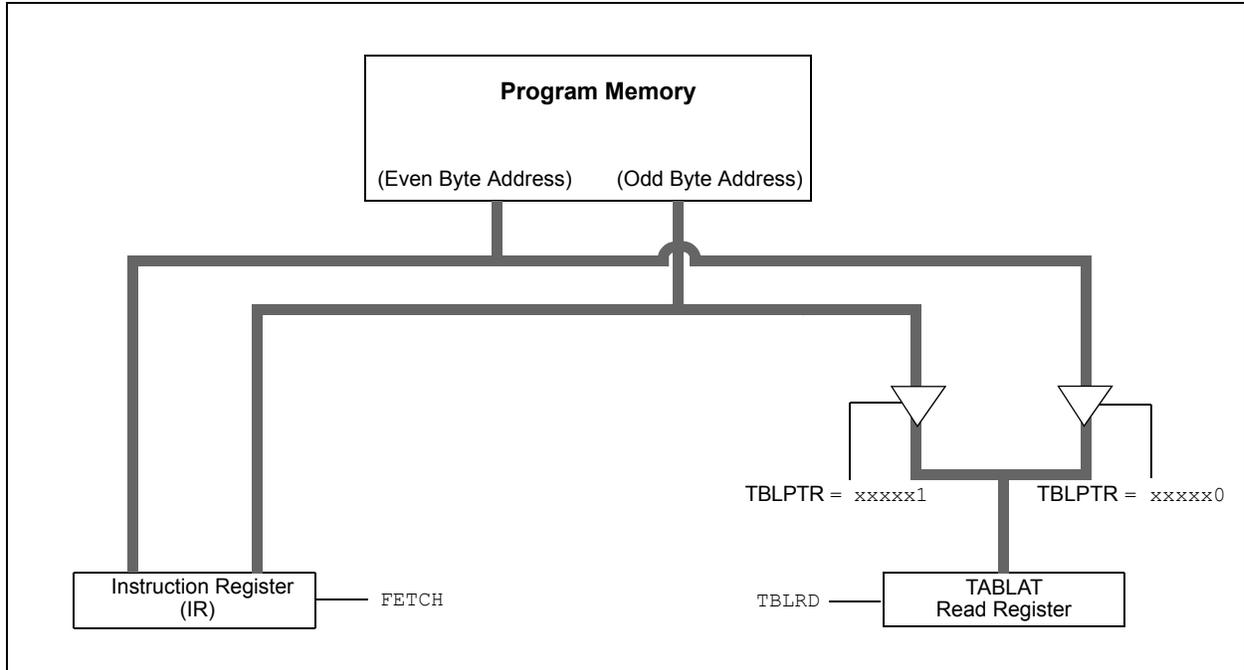 Program Memory
(Even Byte Address) (Odd Byte Address)
TBLPTR = xxxxx1 TBLPTR = xxxxx0
Instruction Register
(IR)
FETCH
TBLRD
TABLAT
Read Register